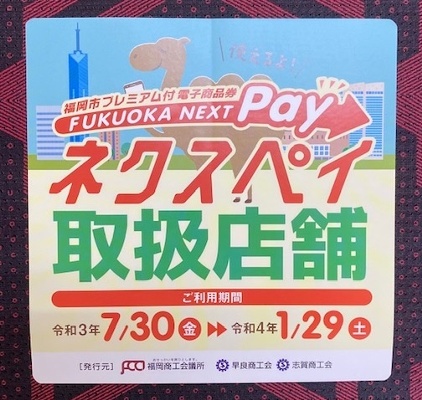 使えるよ!
福岡市プレミアム付電子商品券
FUKUOKA NEXT Pay
ネクスペイ
取扱店舗
ご利用期間
令和3年 7/30 金 令和4年 1/29 土
[発行元] fcci 福岡商工会議所 早良商工会 志賀商工会